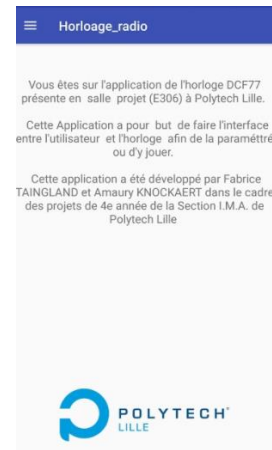 Horloage_radio
Vous êtes sur l'application de l'horloge DCF77
présente en salle projet (E306) à Polytech Lille.
Cette Application a pour but de faire l'interface
entre l'utilisateur et l'horloge afin de la paraméttré
ou d'y jouer.
Cette application a été développé par Fabrice
TAINGLAND et Amaury KNOCKAERT dans le cadre
des projets de 4e année de la Section I.M.A. de
Polytech Lille
POLYTECH
LILLE